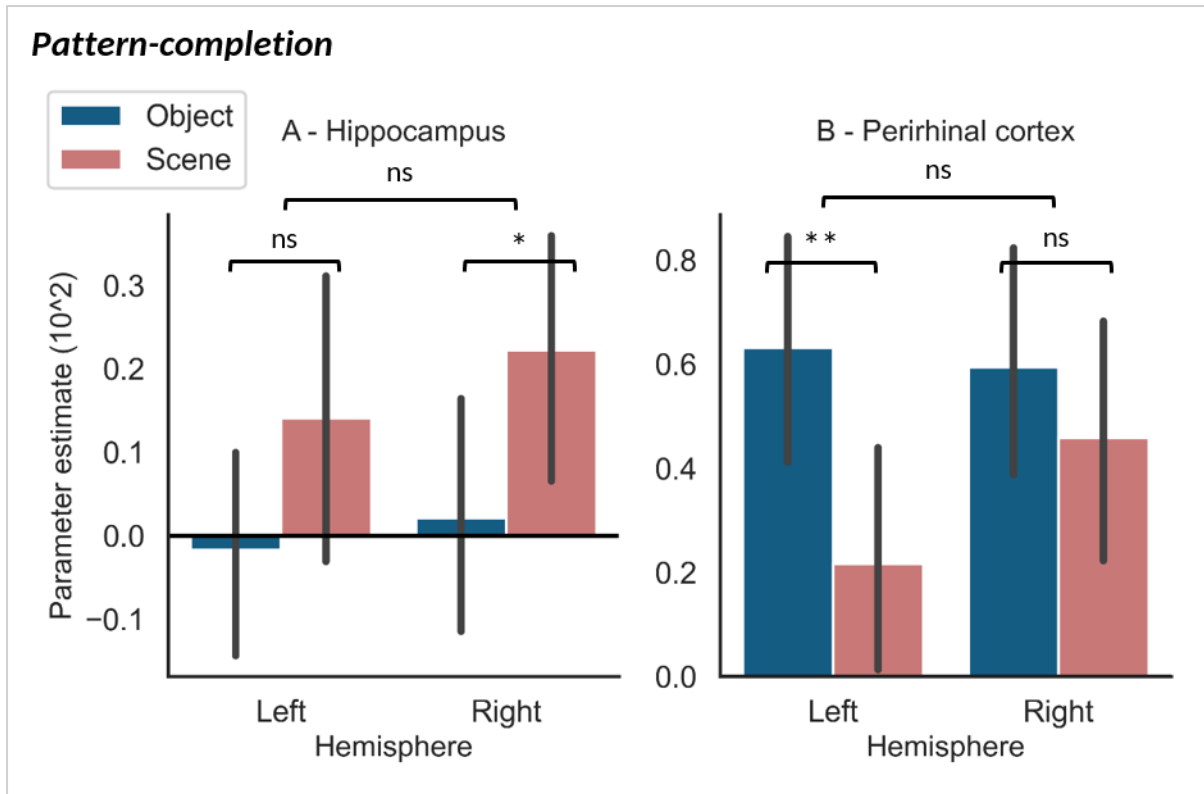 Pattern-completion
Object
Scene
A - Hippocampus
ns
ns
*
0.3
0.2
0.1
0.0
−0.1
Parameter estimate (10^2)
Left
Right
Hemisphere
B - Perirhinal cortex
ns
**
ns
0.8
0.6
0.4
0.2
0.0
Left
Right
Hemisphere